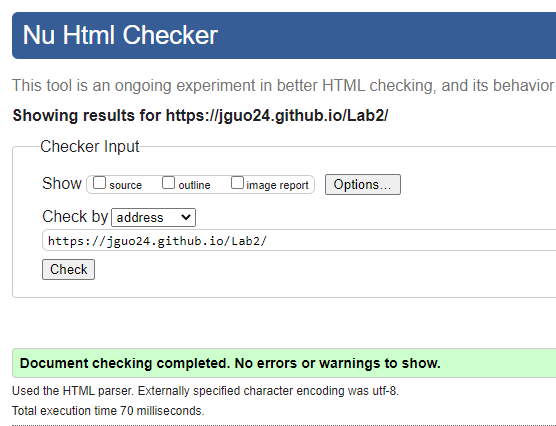 Nu Html Checker
This tool is an ongoing experiment in better HTML checking, and its behavior
Showing results for https://jguo24.github.io/Lab2/
Checker Input
Show source outline image report Options...
Check by address
https://jguo24.github.io/Lab2/
Check
Document checking completed. No errors or warnings to show.
Used the HTML parser. Externally specified character encoding was utf-8.
Total execution time 70 milliseconds.